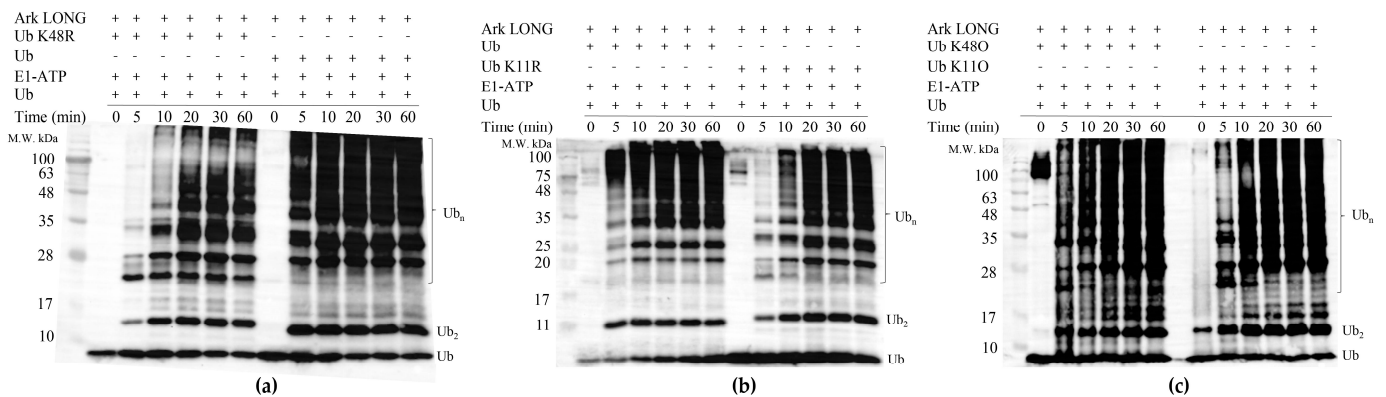 Ark LONG + + + + + + + + + + + +
Ub K48R + + + + + + - - - - - -
Ub - - - - - - + + + + + +
E1-ATP + + + + + + + + + + + +
Ub + + + + + + + + + + + +
Time (min) 0 5 10 20 30 60 0 5 10 20 30 60
M.W. kDa
100
63
48
35
28
17
10
Ubn
Ub2
Ub
(a)
Ark LONG + + + + + + + + + + + +
Ub + + + + + + - - - - - -
Ub K11R - - - - - - + + + + + +
E1-ATP + + + + + + + + + + + +
Ub + + + + + + + + + + + +
Time (min) 0 5 10 20 30 60 0 5 10 20 30 60
M.W. kDa
100
75
48
35
25
20
17
11
Ubn
Ub2
Ub
(b)
Ark LONG + + + + + + + + + + + +
Ub K48O + + + + + + - - - - - -
Ub K11O - - - - - - + + + + + +
E1-ATP + + + + + + + + + + + +
Ub + + + + + + + + + + + +
Time (min) 0 5 10 20 30 60 0 5 10 20 30 60
M.W. kDa
100
63
48
35
28
17
10
Ubn
Ub2
Ub
(c)